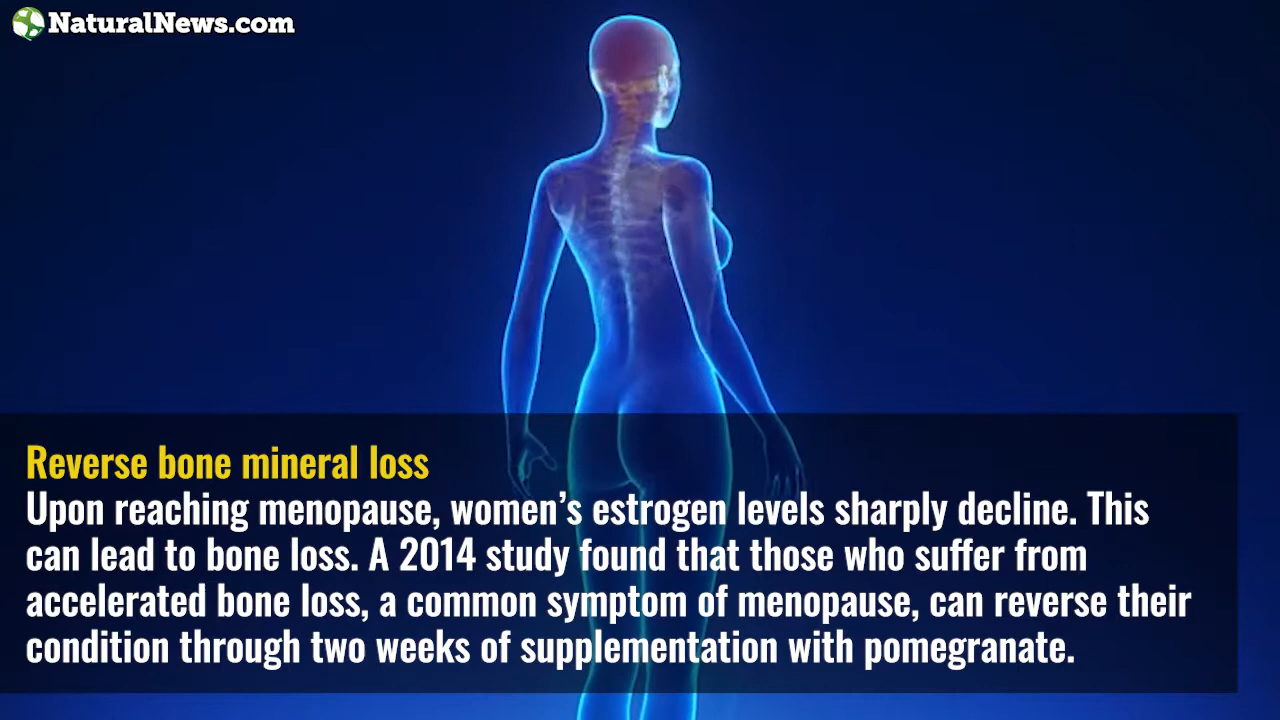 NaturalNews.com
Reverse bone mineral loss
Upon reaching menopause, women’s estrogen levels sharply decline. This
can lead to bone loss. A 2014 study found that those who suffer from
accelerated bone loss, a common symptom of menopause, can reverse their
condition through two weeks of supplementation with pomegranate.